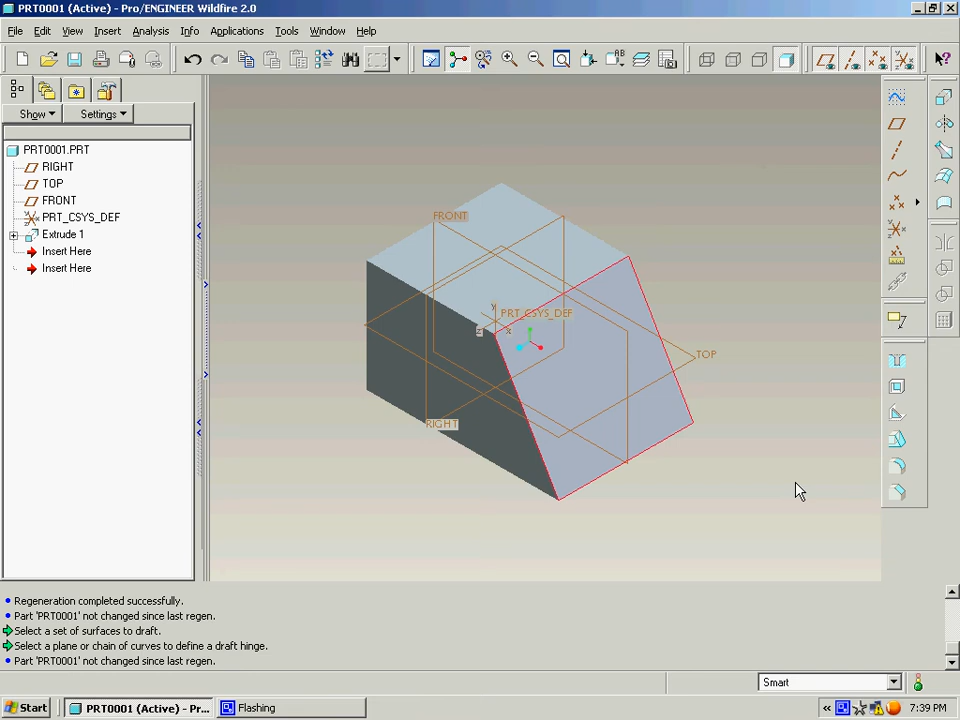 PRT0001 (Active) - Pro/ENGINEER Wildfire 2.0
File Edit View Insert Analysis Info Applications Tools Window Help
Show Settings
PRT0001.PRT
RIGHT
TOP
FRONT
PRT_CSYS_DEF
Extrude 1
Insert Here
Insert Here
FRONT
Y
PRT_CSYS_DEF
Z X
TOP
RIGHT
Regeneration completed successfully.
Part 'PRT0001' not changed since last regen.
Select a set of surfaces to draft.
Select a plane or chain of curves to define a draft hinge.
Part 'PRT0001' not changed since last regen.
Smart
Start PRT0001 (Active) - Pr... Flashing « 7:39 PM